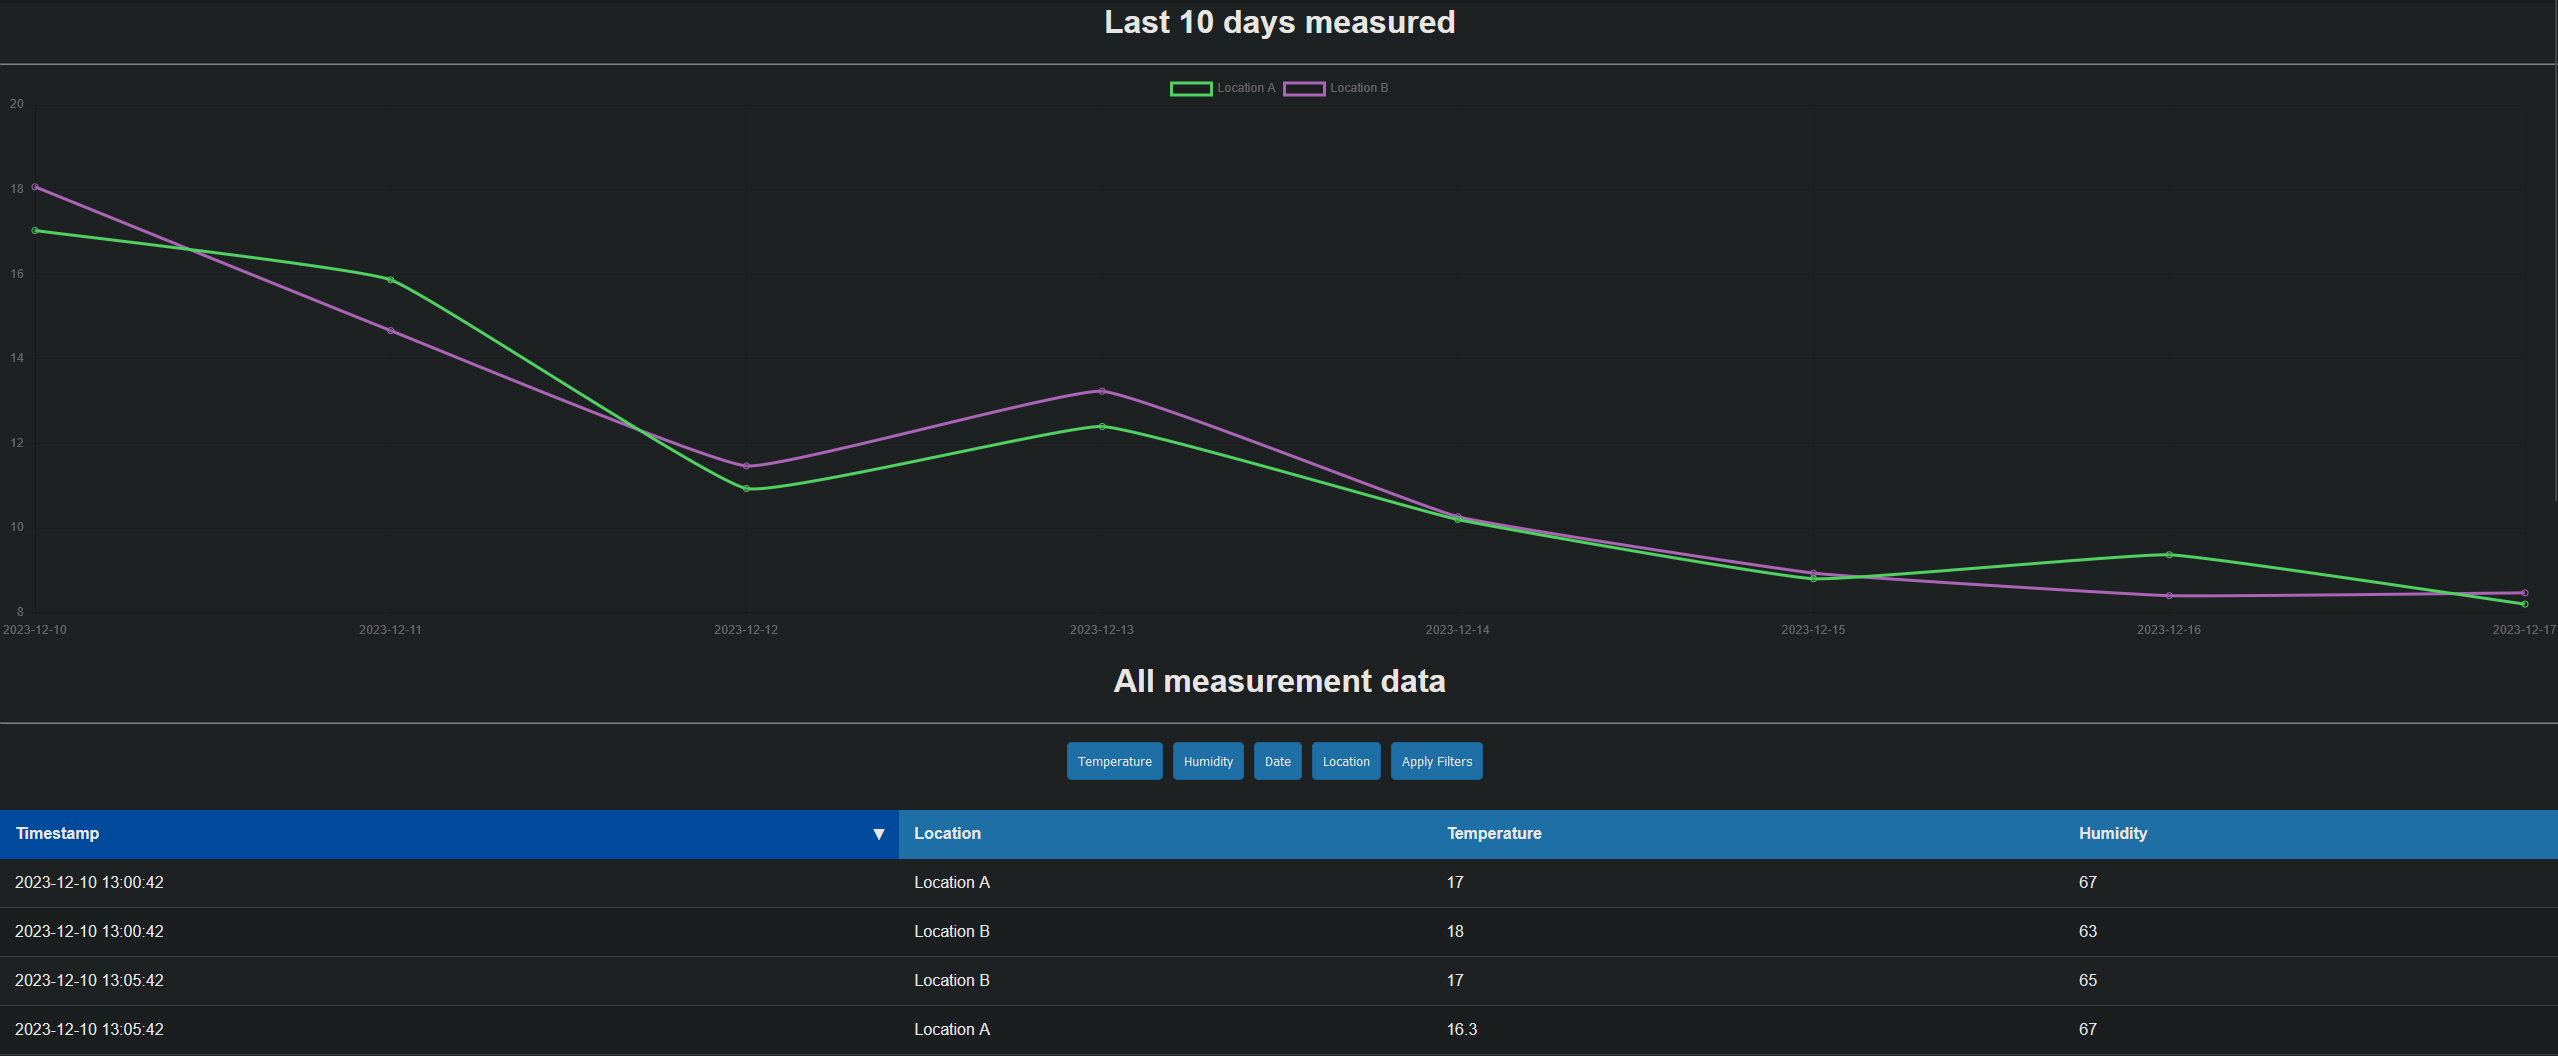 Last 10 days measured
Location A Location B
20
18
16
14
12
10
8
2023-12-10 2023-12-11 2023-12-12 2023-12-13 2023-12-14 2023-12-15 2023-12-16 2023-12-17
All measurement data
Temperature Humidity Date Location Apply Filters
Timestamp ▼ Location Temperature Humidity
2023-12-10 13:00:42 Location A 17 67
2023-12-10 13:00:42 Location B 18 63
2023-12-10 13:05:42 Location B 17 65
2023-12-10 13:05:42 Location A 16.3 67